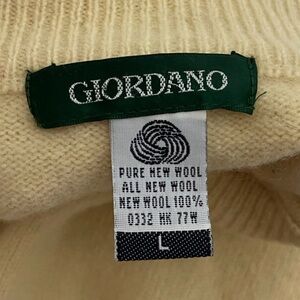 GIORDANO
PURE NEW WOOL
ALL NEW WOOL
NEW WOOL 100%
0332 HK 77W
L